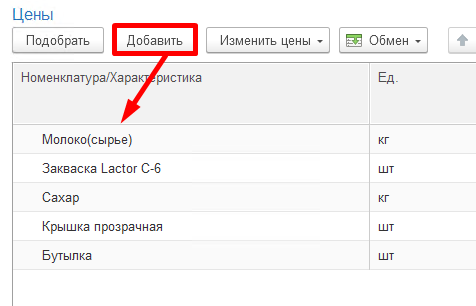 Цены
Подобрать Добавить Изменить цены Обмен
Номенклатура/Характеристика Ед.
Молоко(сырье) кг
Закваска Lactor C-6 шт
Сахар кг
Крышка прозрачная шт
Бутылка шт